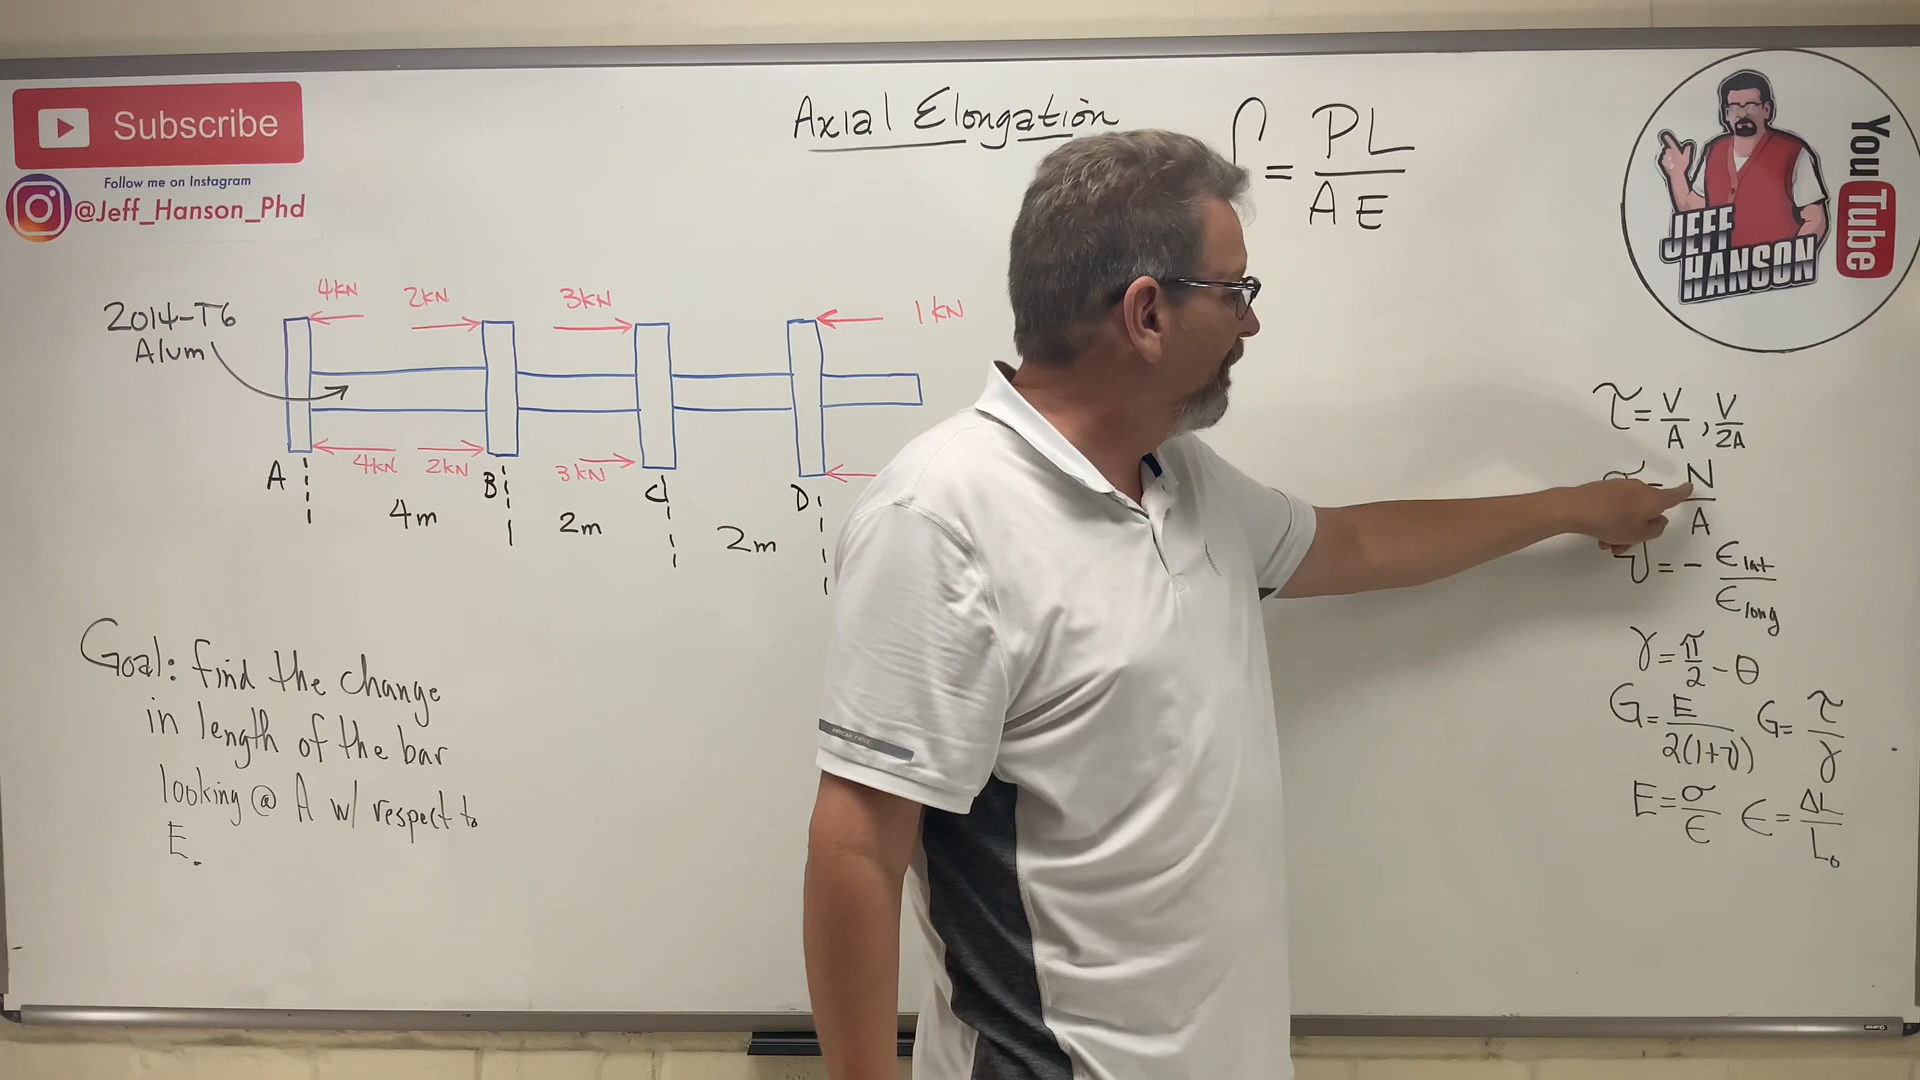 Subscribe
Follow me on Instagram
@Jeff_Hanson_Phd
Axial Elongation
δ = PL / AE
JEFF HANSON
YouTube
2014-T6
Alum
4kN
2kN
3kN
1kN
4kN
2kN
3kN
A
B
C
D
4m
2m
2m
Goal: find the change
in length of the bar
looking @ A w/ respect to
E.
τ = V/A , V/2A
σ = N/A
ν = - ϵlat/ϵlong
γ = π/2 - θ
G = E/2(1+ν) G = τ/γ
E = σ/ϵ ϵ = ΔL/L₀